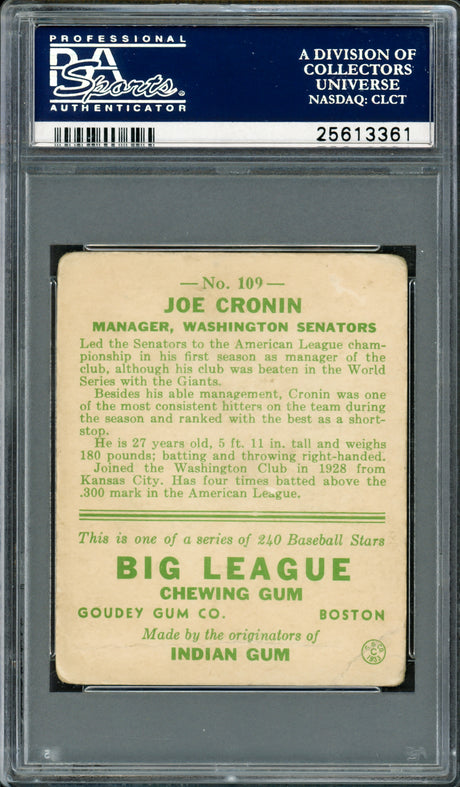 PROFESSIONAL
PSA
Sports
AUTHENTICATOR
A DIVISION OF
COLLECTORS
UNIVERSE
NASDAQ: CLCT
25613361
— No. 109 —
JOE CRONIN
MANAGER, WASHINGTON SENATORS
Led the Senators to the American League cham-
pionship in his first season as manager of the
club, although his club was beaten in the World
Series with the Giants.
Besides his able management, Cronin was one
of the most consistent hitters on the team during
the season and ranked with the best as a short-
stop.
He is 27 years old, 5 ft. 11 in. tall and weighs
180 pounds; batting and throwing right-handed.
Joined the Washington Club in 1928 from
Kansas City. Has four times batted above the
.300 mark in the American League.
This is one of a series of 240 Baseball Stars
BIG LEAGUE
CHEWING GUM
GOUDEY GUM CO. BOSTON
Made by the originators of
INDIAN GUM
C
1933